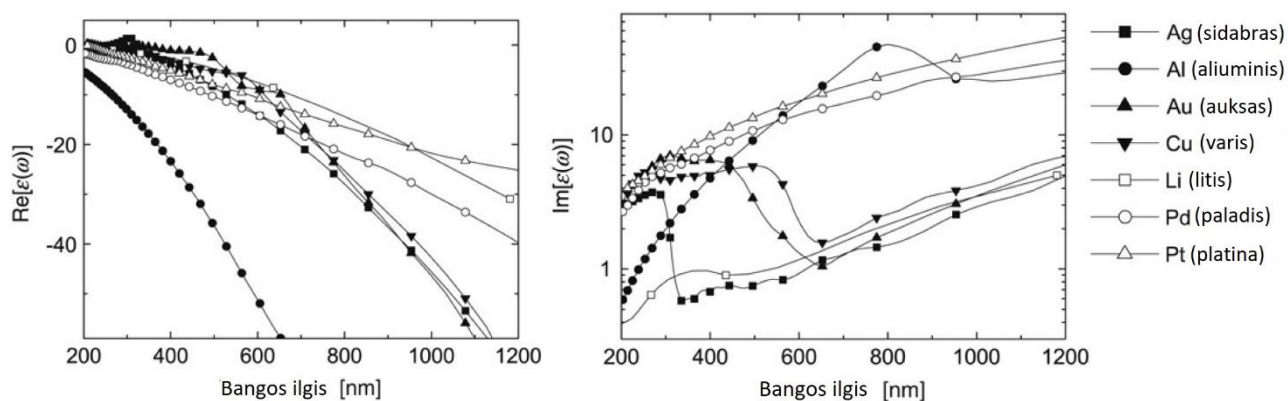 Re[ε(ω)]
0
-20
-40
200
400
600
800
1000
1200
Bangos ilgis [nm]
Im[ε(ω)]
10
1
200
400
600
800
1000
1200
Bangos ilgis [nm]
Ag (sidabras)
Al (aliuminis)
Au (auksas)
Cu (varis)
Li (litis)
Pd (paladis)
Pt (platina)